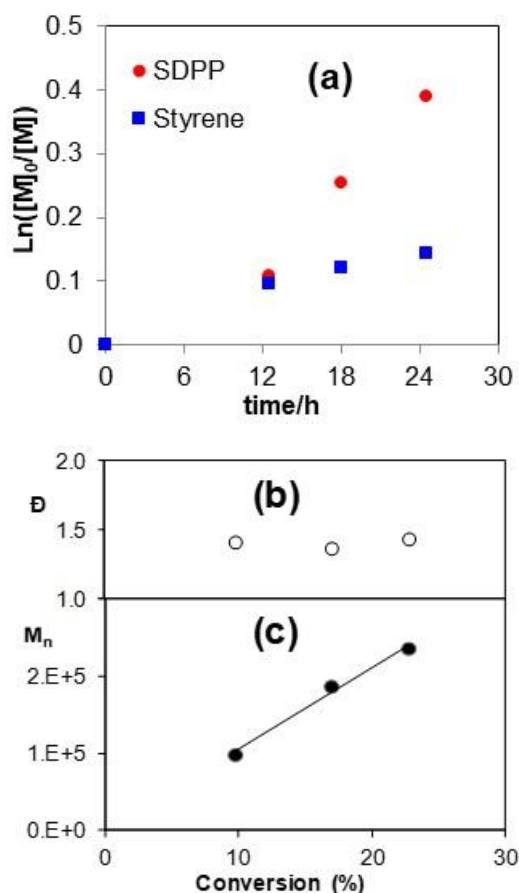 0.5
SDPP
(a)
0.4
Styrene
0.3
Ln([M]₀/[M])
0.2
0.1
0
0 6 12 18 24 30
time/h
2.0
(b)
Đ
1.5
1.0
Mₙ
(c)
2.E+5
1.E+5
0.E+0
0 10 20 30
Conversion (%)